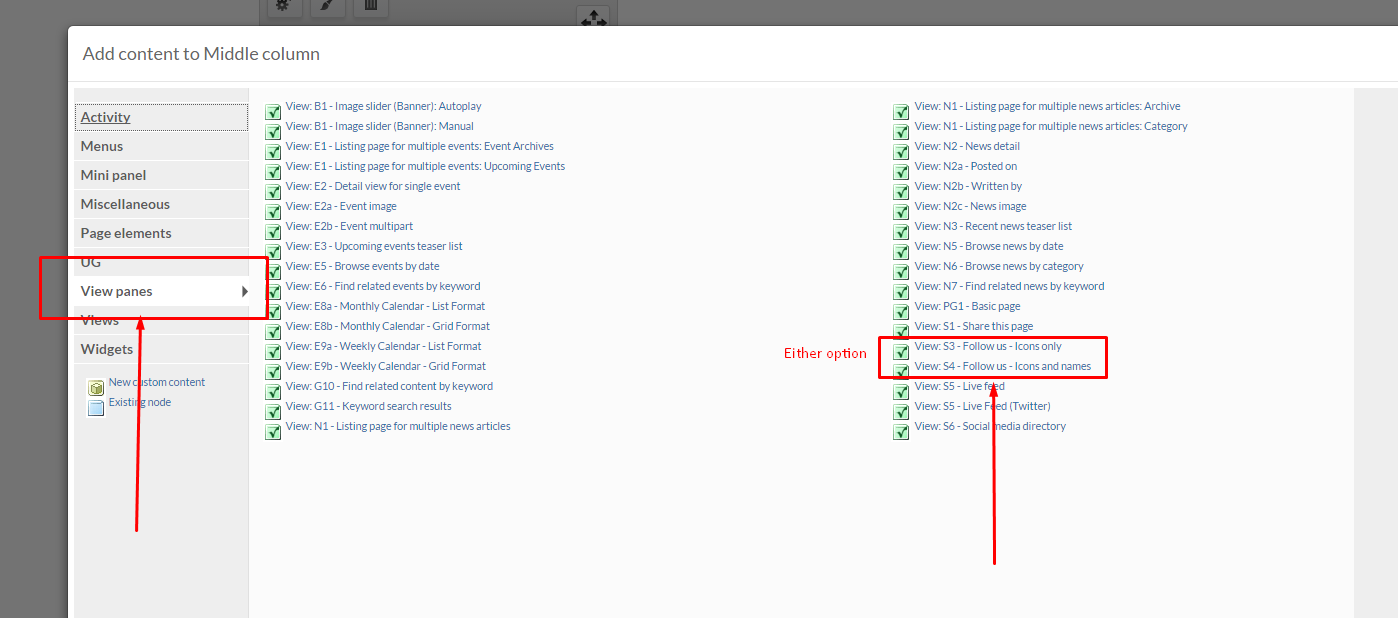 Add content to Middle column
Activity
Menus
Mini panel
Miscellaneous
Page elements
UG
View panes
Views
Widgets
New custom content
Existing node
View: B1 - Image slider (Banner): Autoplay
View: B1 - Image slider (Banner): Manual
View: E1 - Listing page for multiple events: Event Archives
View: E1 - Listing page for multiple events: Upcoming Events
View: E2 - Detail view for single event
View: E2a - Event image
View: E2b - Event multipart
View: E3 - Upcoming events teaser list
View: E5 - Browse events by date
View: E6 - Find related events by keyword
View: E8a - Monthly Calendar - List Format
View: E8b - Monthly Calendar - Grid Format
View: E9a - Weekly Calendar - List Format
View: E9b - Weekly Calendar - Grid Format
View: G10 - Find related content by keyword
View: G11 - Keyword search results
View: N1 - Listing page for multiple news articles
View: N1 - Listing page for multiple news articles: Archive
View: N1 - Listing page for multiple news articles: Category
View: N2 - News detail
View: N2a - Posted on
View: N2b - Written by
View: N2c - News image
View: N3 - Recent news teaser list
View: N5 - Browse news by date
View: N6 - Browse news by category
View: N7 - Find related news by keyword
View: PG1 - Basic page
View: S1 - Share this page
Either option
View: S3 - Follow us - Icons only
View: S4 - Follow us - Icons and names
View: S5 - Live feed
View: S5 - Live Feed (Twitter)
View: S6 - Social media directory